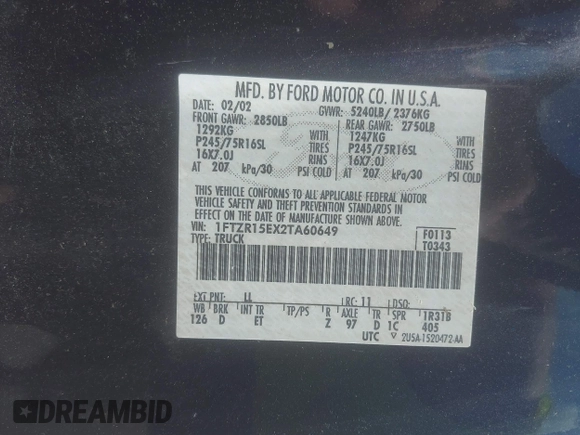 MFD. BY FORD MOTOR CO. IN U.S.A.
DATE: 02/02 GVWR: 5240LB/ 2376KG
FRONT GAWR: 2850LB REAR GAWR: 2750LB
1292KG WITH 1247KG WITH
P245/75R16SL TIRES P245/75R16SL TIRES
16X7.0J RIMS 16X7.0J RIMS
AT 207 kPa/30 PSI COLD AT 207 kPa/30 PSI COLD
THIS VEHICLE CONFORMS TO ALL APPLICABLE FEDERAL MOTOR
VEHICLE SAFETY AND THEFT PREVENTION STANDARDS IN
EFFECT ON THE DATE OF MANUFACTURE SHOWN ABOVE.
VIN: 1FTZR15EX2TA60649 F0113
TYPE: TRUCK T0343
EXT PNT: LL RC: 11 DSO:
WB BRK INT TR TP/PS R AXLE TR SPR 1R31B
126 D ET Z 97 D 1C 405
UTC 2USA-1520472-AA
DREAMBID